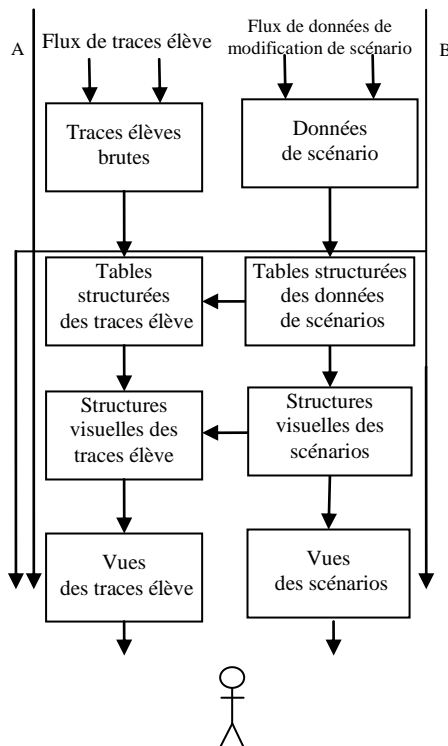 A
Flux de traces élève
Flux de données de
modification de scénario
B
Traces élèves
brutes
Données
de scénario
Tables
structurées
des traces élève
Tables structurées
des données
de scénarios
Structures
visuelles des
traces élève
Structures
visuelles des
scénarios
Vues
des traces élève
Vues
des scénarios